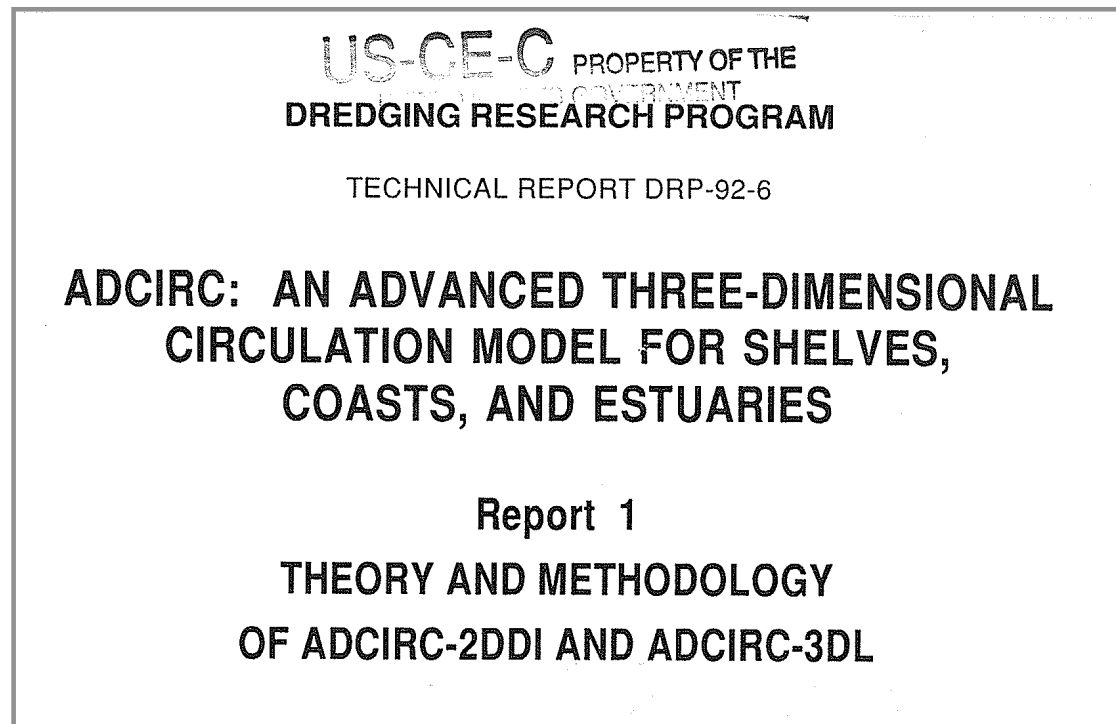 US-CE-C PROPERTY OF THE
GOVERNMENT
DREDGING RESEARCH PROGRAM
TECHNICAL REPORT DRP-92-6
ADCIRC: AN ADVANCED THREE-DIMENSIONAL
CIRCULATION MODEL FOR SHELVES,
COASTS, AND ESTUARIES
Report 1
THEORY AND METHODOLOGY
OF ADCIRC-2DDI AND ADCIRC-3DL